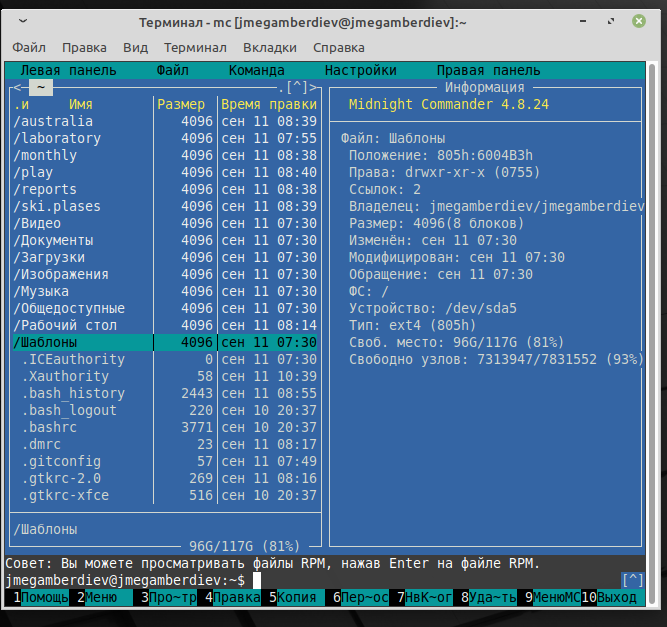 Терминал - mc [jmegamberdiev@jmegamberdiev]:~
Файл Правка Вид Терминал Вкладки Справка
Левая панель Файл Команда Настройки Правая панель
<─ ~ ─.[^]>
.и Имя Размер Время правки
/australia 4096 сен 11 08:39
/laboratory 4096 сен 11 07:55
/monthly 4096 сен 11 08:38
/play 4096 сен 11 08:40
/reports 4096 сен 11 08:38
/ski.plases 4096 сен 11 08:39
/Видео 4096 сен 11 07:30
/Документы 4096 сен 11 07:30
/Загрузки 4096 сен 11 07:30
/Изображения 4096 сен 11 07:30
/Музыка 4096 сен 11 07:30
/Общедоступные 4096 сен 11 07:30
/Рабочий стол 4096 сен 11 08:14
/Шаблоны 4096 сен 11 07:30
.ICEauthority 0 сен 11 07:30
.Xauthority 58 сен 11 10:39
.bash_history 2443 сен 11 08:55
.bash_logout 220 сен 10 20:37
.bashrc 3771 сен 10 20:37
.dmrc 23 сен 11 08:17
.gitconfig 57 сен 11 07:49
.gtkrc-2.0 269 сен 11 08:16
.gtkrc-xfce 516 сен 10 20:37
/Шаблоны
96G/117G (81%)
Информация
Midnight Commander 4.8.24
Файл: Шаблоны
Положение: 805h:6004B3h
Права: drwxr-xr-x (0755)
Ссылок: 2
Владелец: jmegamberdiev/jmegamberdiev
Размер: 4096(8 блоков)
Изменён: сен 11 07:30
Модифицирован: сен 11 07:30
Обращение: сен 11 07:30
ФС: /
Устройство: /dev/sda5
Тип: ext4 (805h)
Своб. место: 96G/117G (81%)
Свободно узлов: 7313947/7831552 (93%)
Совет: Вы можете просматривать файлы RPM, нажав Enter на файле RPM.
jmegamberdiev@jmegamberdiev:~$ [^]
1Помощь 2Меню 3Про~тр 4Правка 5Копия 6Пер~ос 7НвК~ог 8Уда~ть 9МенюMC 10Выход